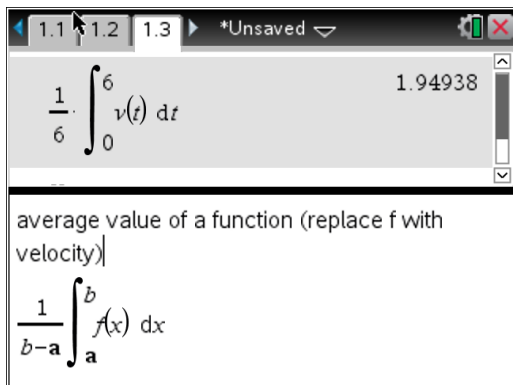 1.1 1.2 1.3 *Unsaved
1/6 · ∫₀⁶ v(t) dt 1.94938
average value of a function (replace f with
velocity)
1/(b-a) ∫ₐᵇ f(x) dx